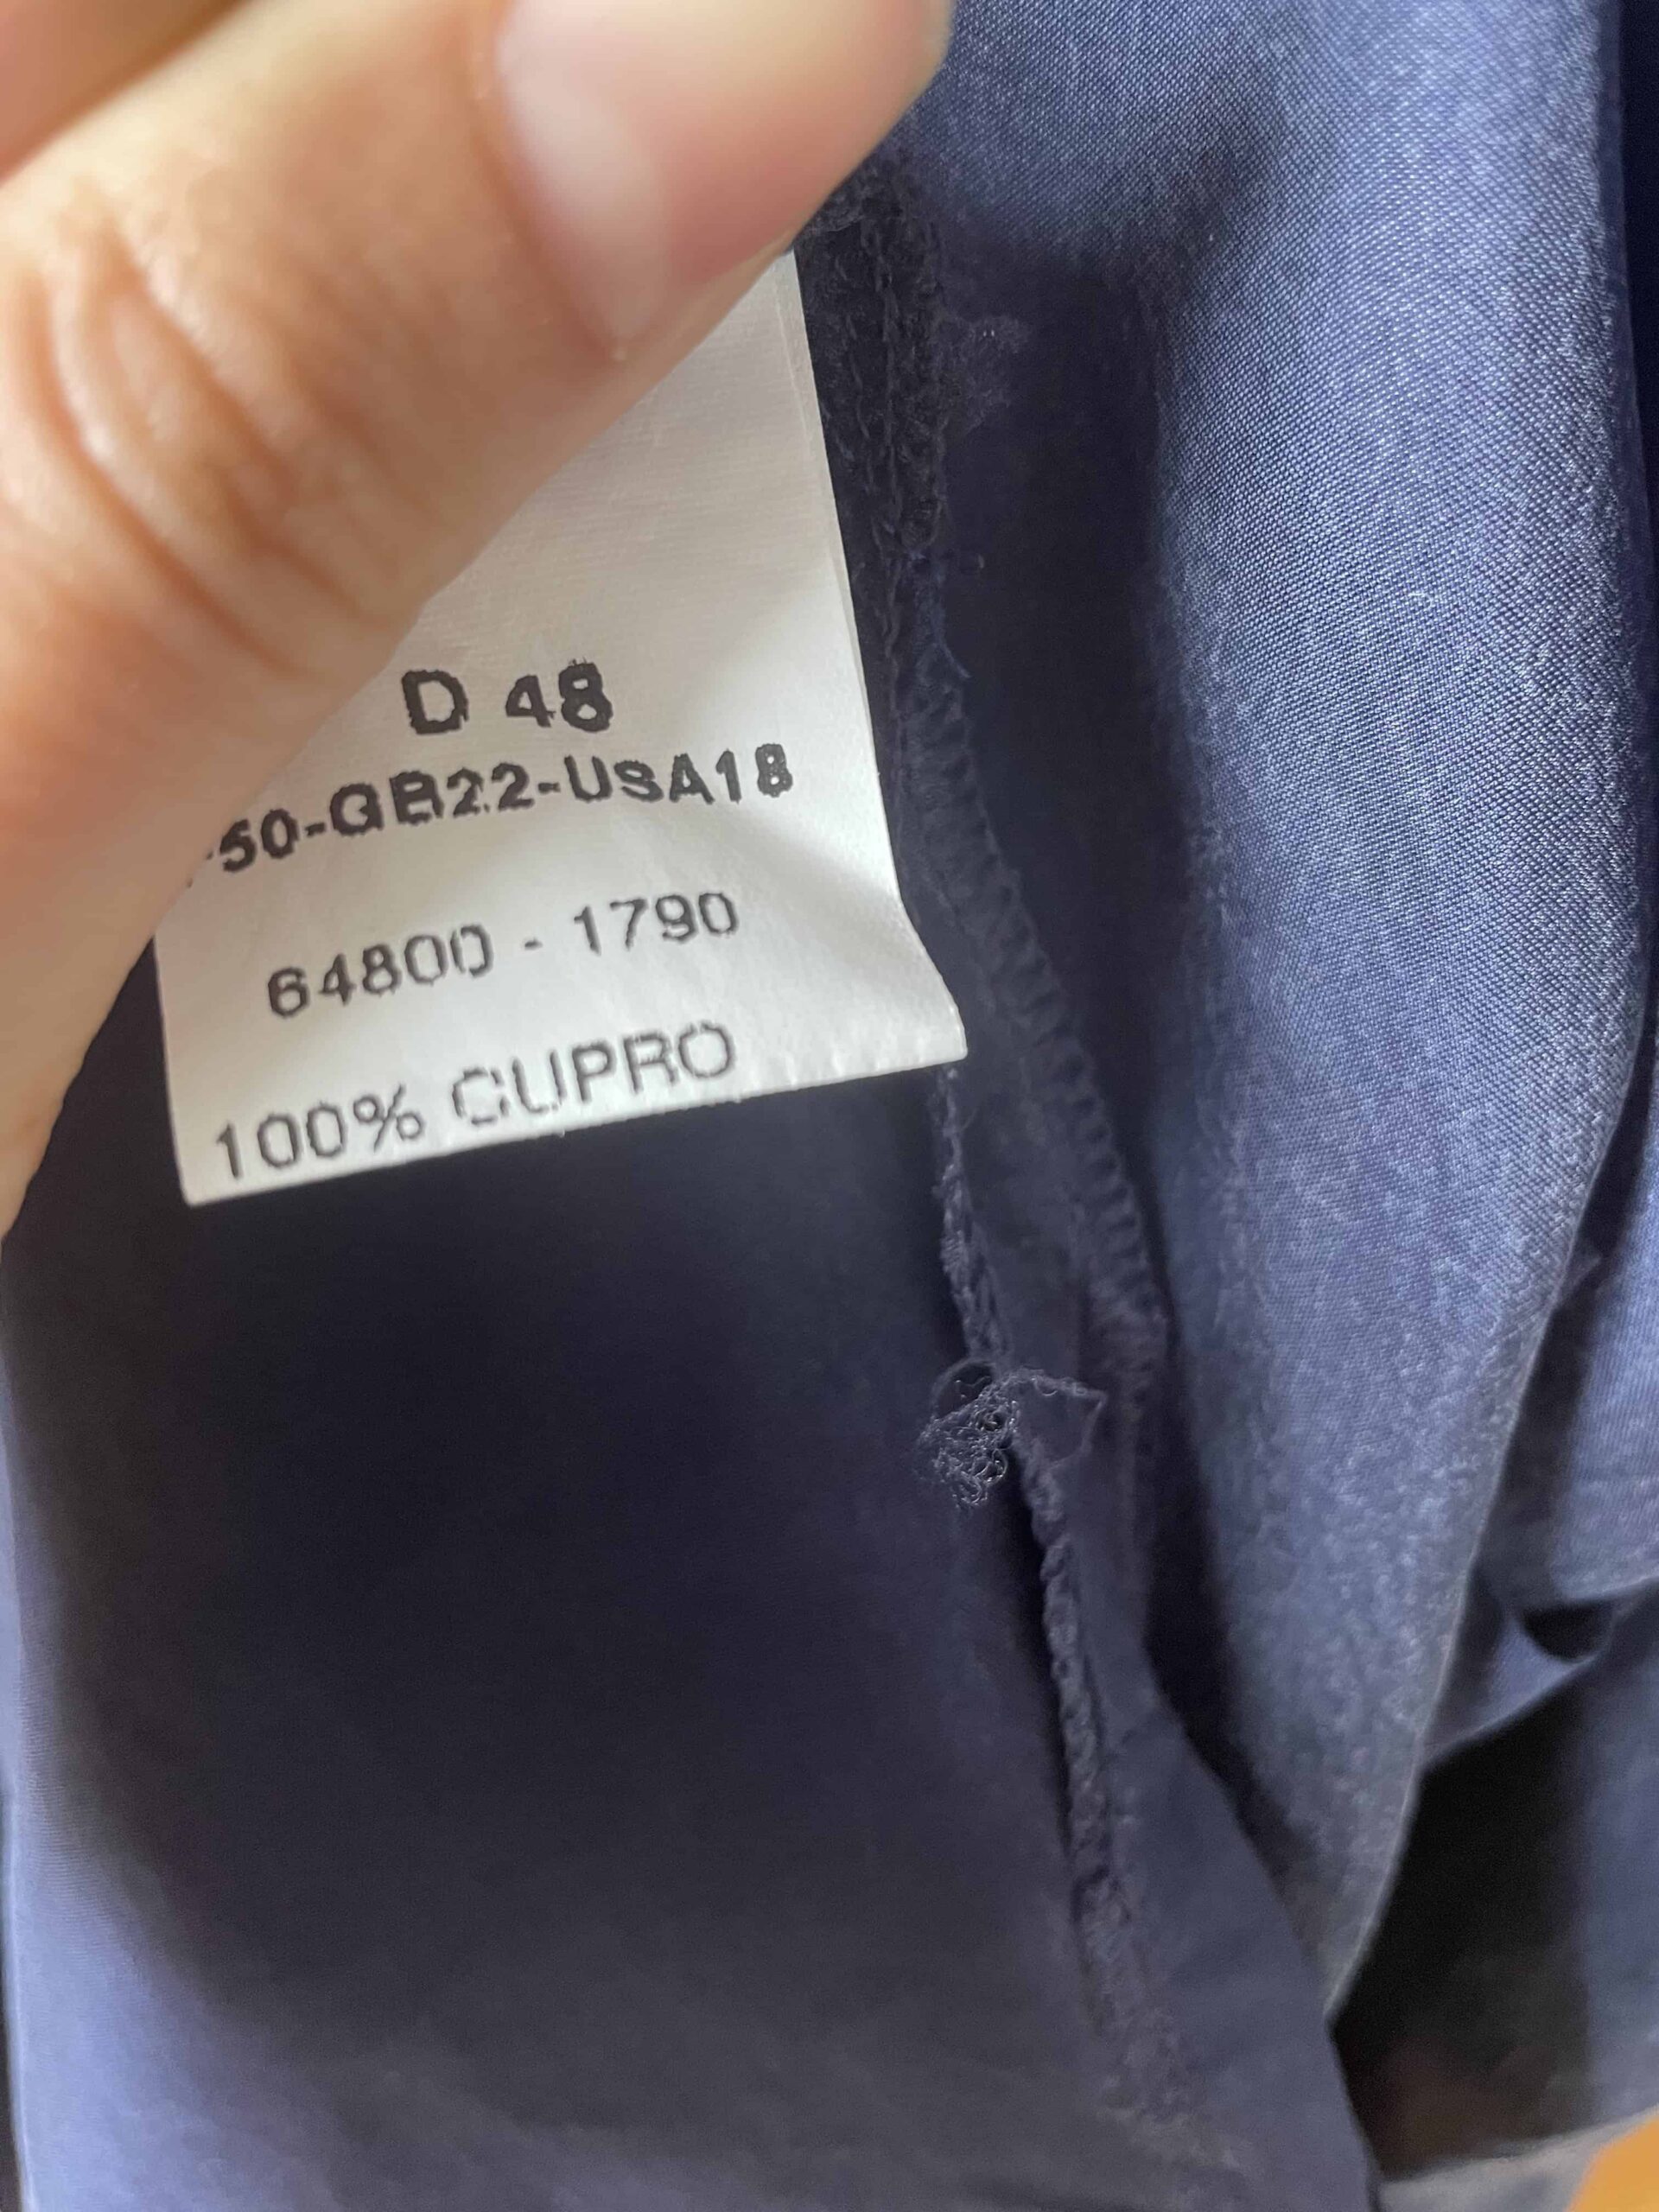 D 48
-50-GB22-USA18
64800 - 1790
100% CUPRO